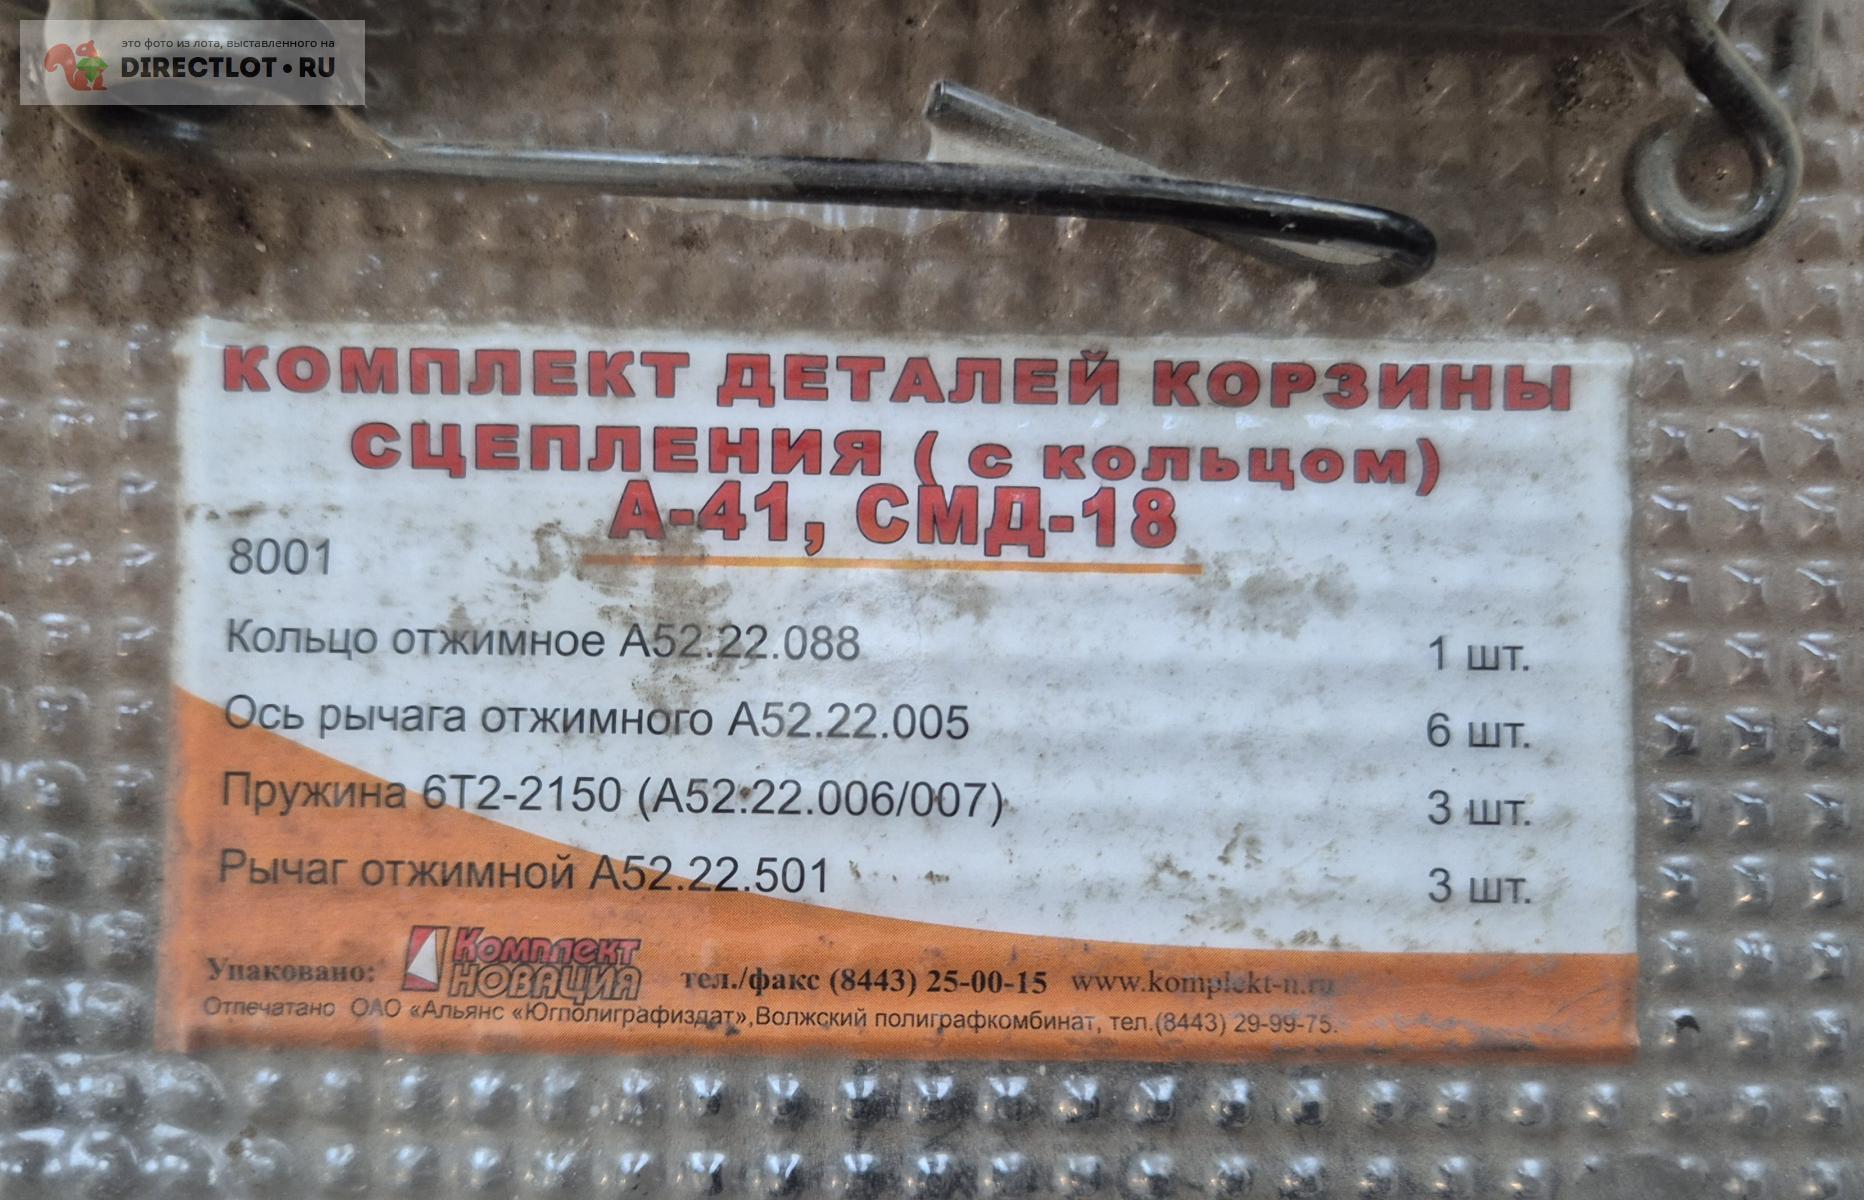 это фото из лота, выставленного на
DIRECTLOT•RU
КОМПЛЕКТ ДЕТАЛЕЙ КОРЗИНЫ
СЦЕПЛЕНИЯ ( с кольцом)
А-41, СМД-18
8001
Кольцо отжимное А52.22.088 1 шт.
Ось рычага отжимного А52.22.005 6 шт.
Пружина 6Т2-2150 (А52.22.006/007) 3 шт.
Рычаг отжимной А52.22.501 3 шт.
Упаковано: Комплект НОВАЦИЯ тел./факс (8443) 25-00-15 www.komplekt-n.ru
Отпечатано ОАО «Альянс «Югполиграфиздат»,Волжский полиграфкомбинат, тел.(8443) 29-99-75.